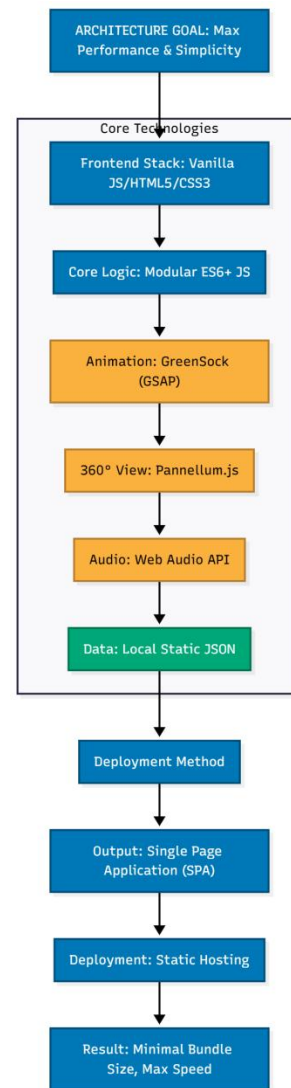 ARCHITECTURE GOAL: Max
Performance & Simplicity
Core Technologies
Frontend Stack: Vanilla
JS/HTML5/CSS3
Core Logic: Modular ES6+ JS
Animation: GreenSock
(GSAP)
360° View: Pannellum.js
Audio: Web Audio API
Data: Local Static JSON
Deployment Method
Output: Single Page
Application (SPA)
Deployment: Static Hosting
Result: Minimal Bundle
Size, Max Speed